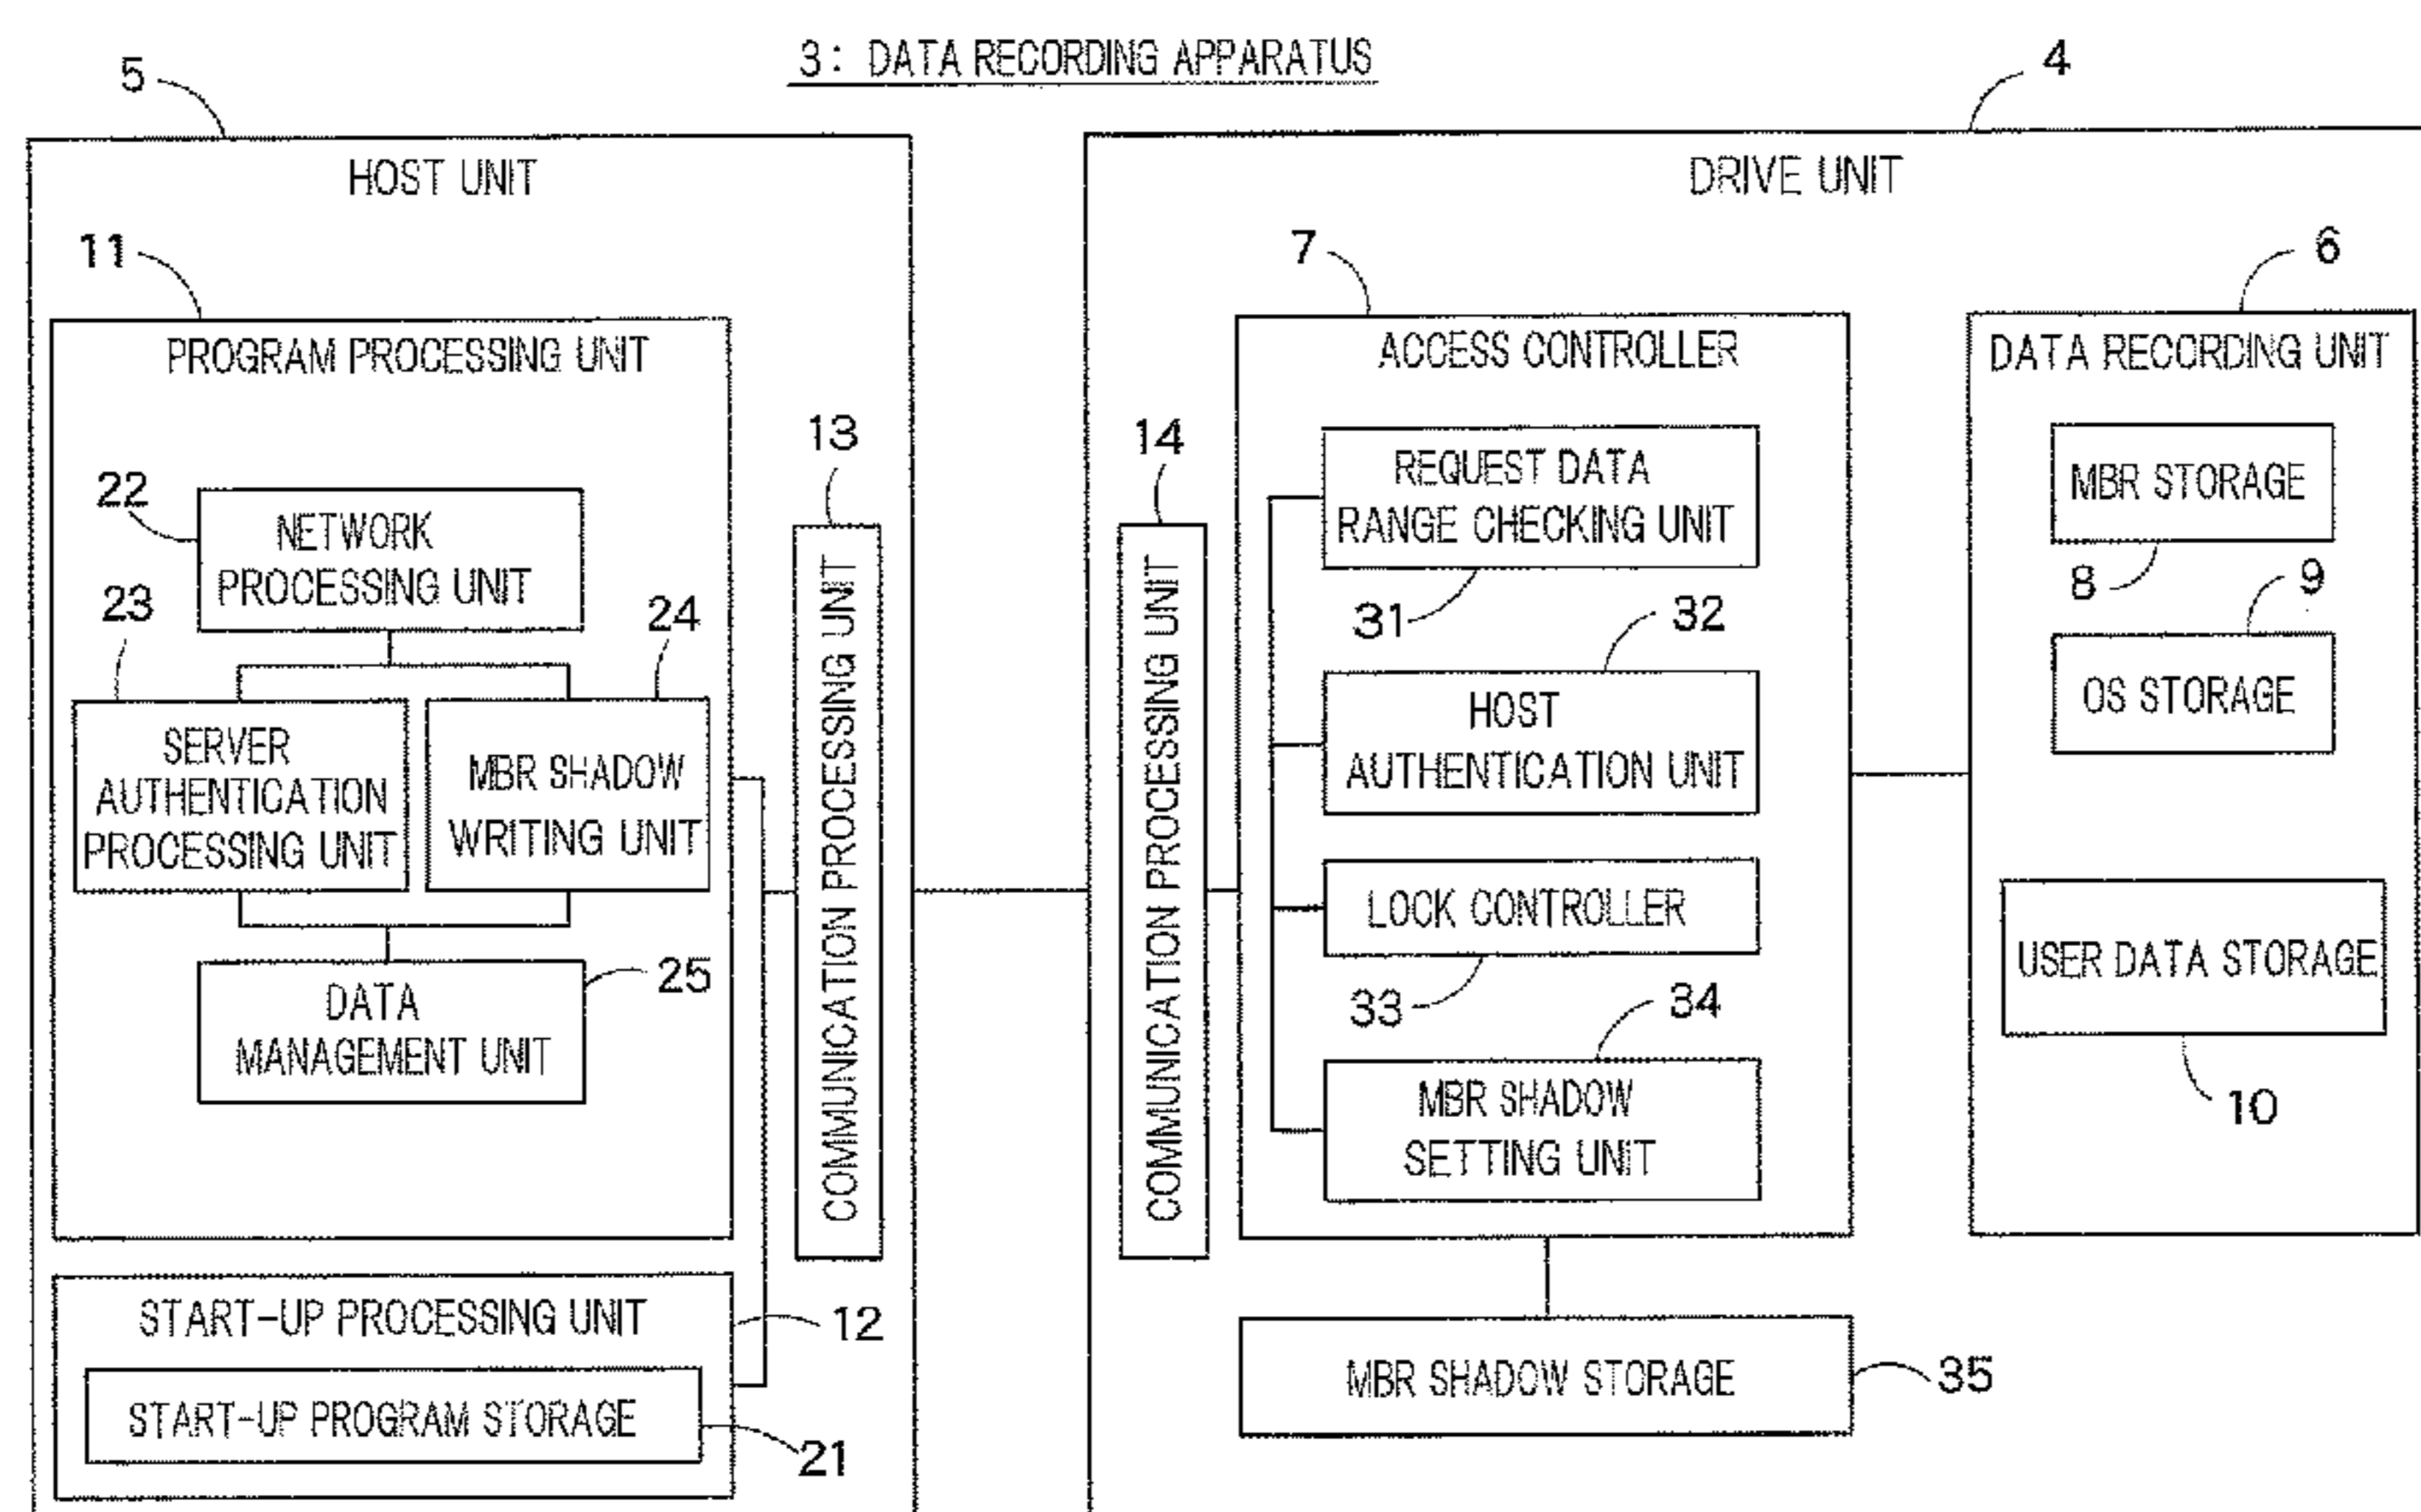 3: DATA RECORDING APPARATUS
5
HOST UNIT
11
PROGRAM PROCESSING UNIT
22
NETWORK
PROCESSING UNIT
23
SERVER
AUTHENTICATION
PROCESSING UNIT
24
MBR SHADOW
WRITING UNIT
25
DATA
MANAGEMENT UNIT
13
COMMUNICATION PROCESSING UNIT
START-UP PROCESSING UNIT
12
START-UP PROGRAM STORAGE
21
4
DRIVE UNIT
14
COMMUNICATION PROCESSING UNIT
7
ACCESS CONTROLLER
REQUEST DATA
RANGE CHECKING UNIT
31
32
HOST
AUTHENTICATION UNIT
LOCK CONTROLLER
33
34
MBR SHADOW
SETTING UNIT
MBR SHADOW STORAGE
35
6
DATA RECORDING UNIT
MBR STORAGE
8
9
OS STORAGE
USER DATA STORAGE
10